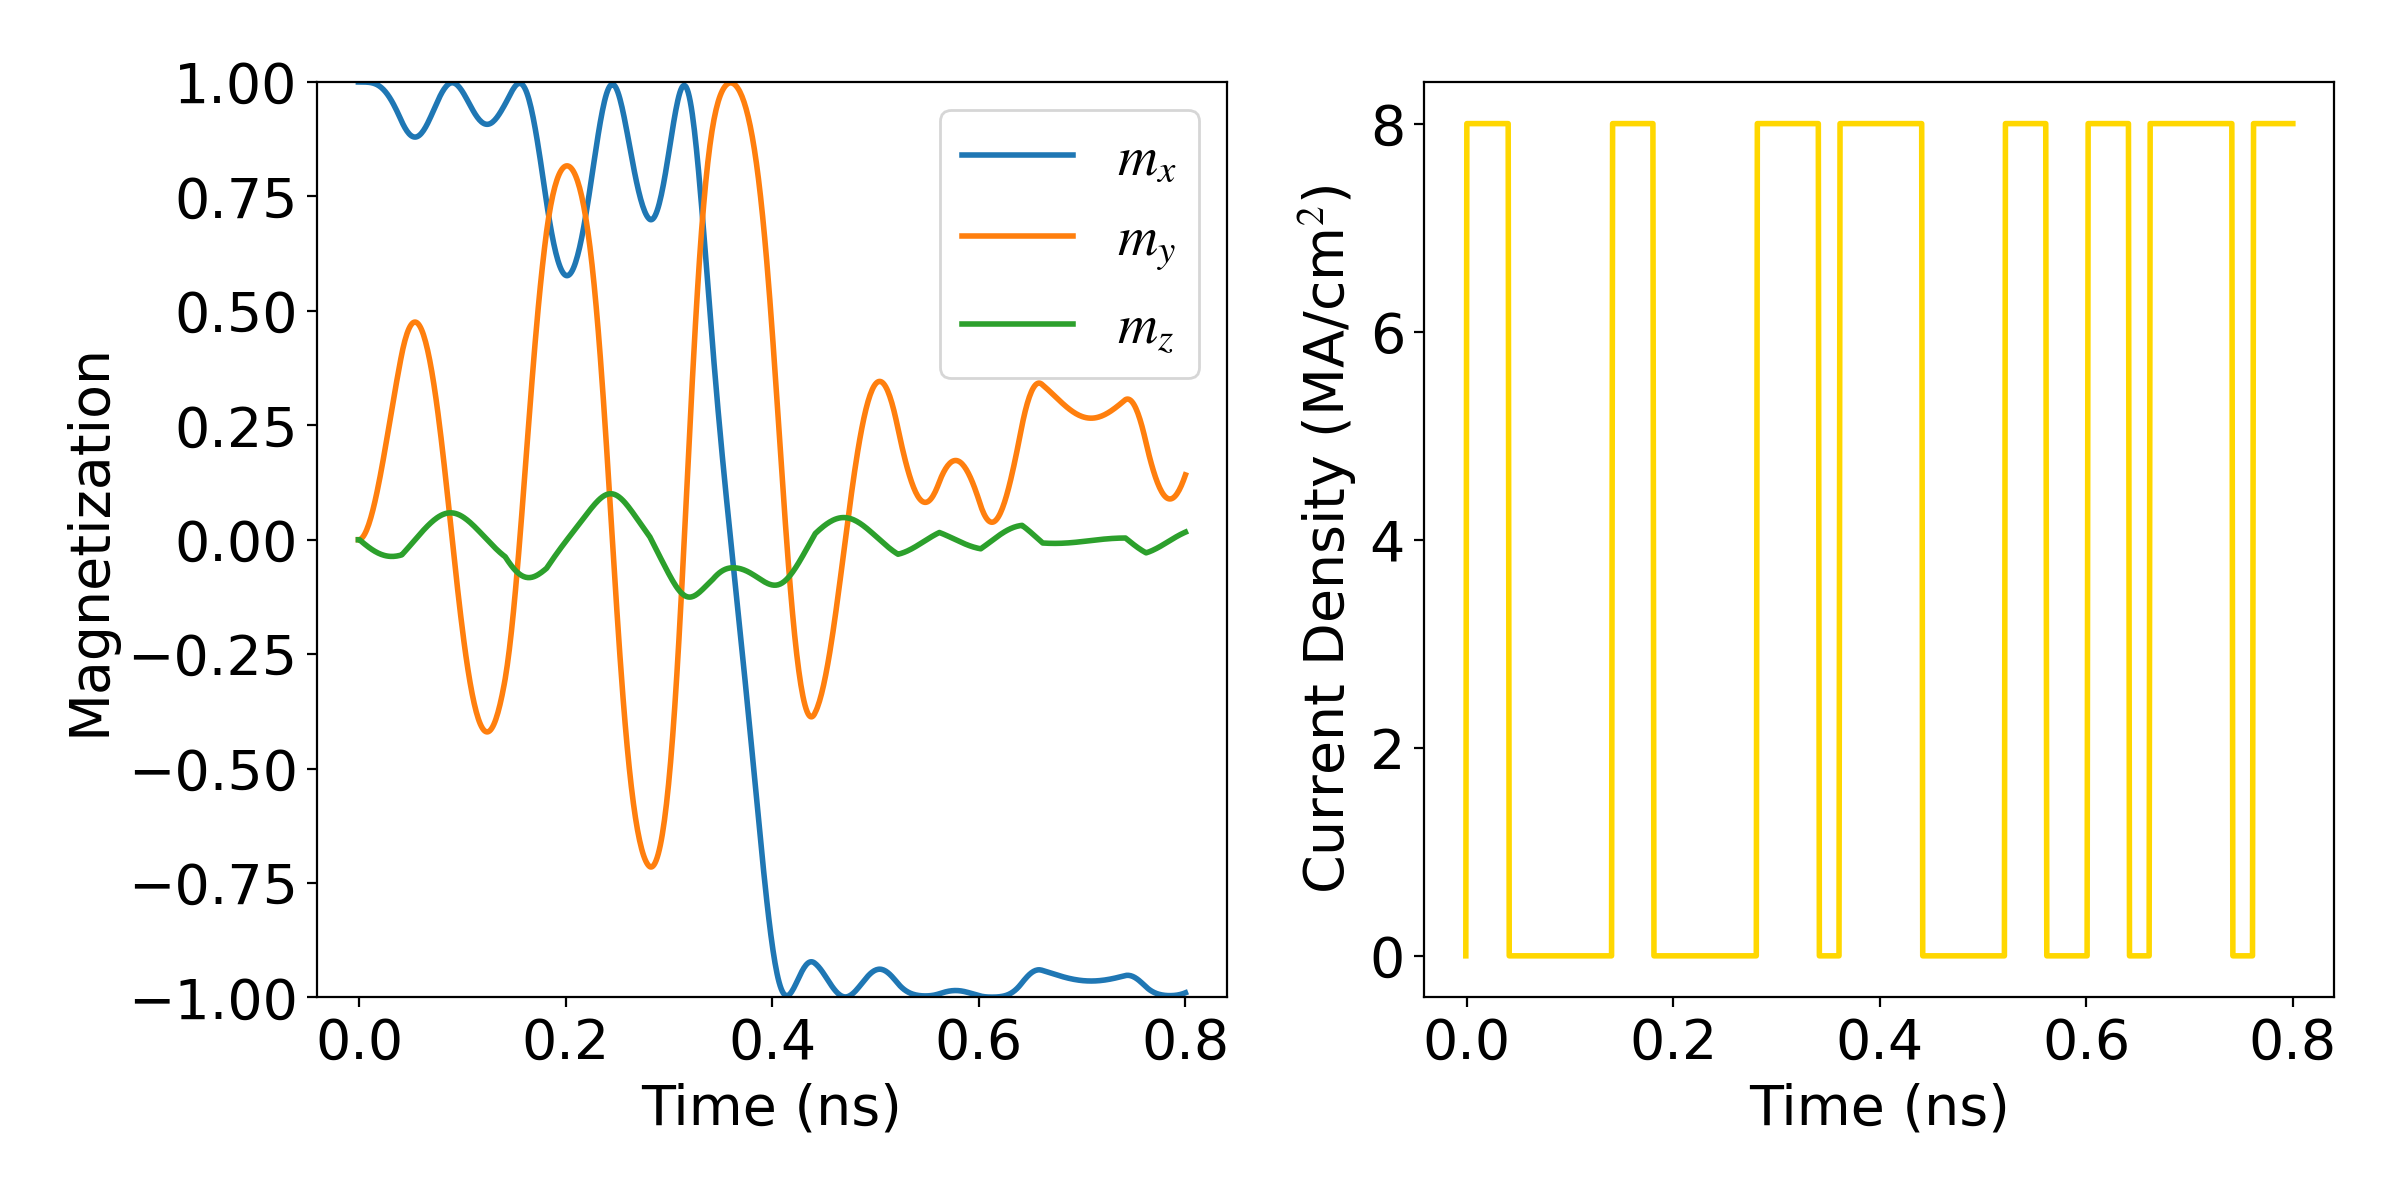 Magnetization
1.00
0.75
0.50
0.25
0.00
−0.25
−0.50
−0.75
−1.00
0.0 0.2 0.4 0.6 0.8
Time (ns)
mₓ
m_y
m_z
Current Density (MA/cm²)
8
6
4
2
0
0.0 0.2 0.4 0.6 0.8
Time (ns)